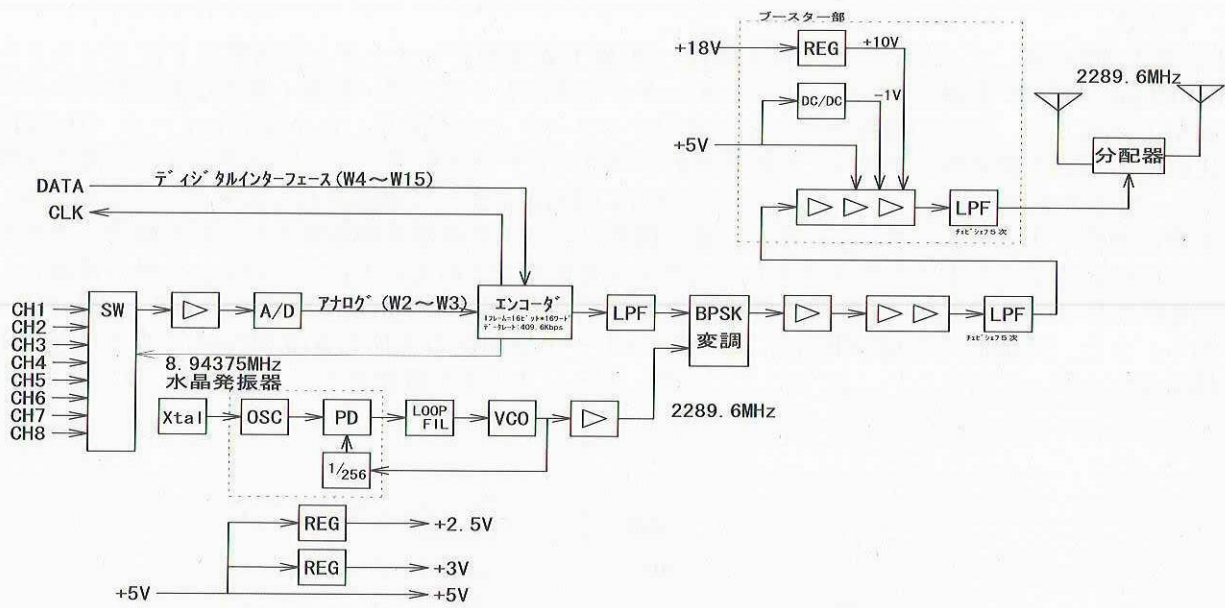 ブースター部
+18V
REG
+10V
2289.6MHz
DC/DC
-1V
+5V
分配器
DATA
ディジタルインターフェース(W4~W15)
CLK
LPF
チェビシェフ5次
CH1
CH2
CH3
CH4
CH5
CH6
CH7
CH8
SW
A/D
アナログ(W2~W3)
エンコーダ
1フレーム=16ビット*16ワード
データレート:409.6Kbps
LPF
BPSK
変調
LPF
チェビシェフ5次
8.94375MHz
水晶発振器
Xtal
OSC
PD
LOOP
FIL
VCO
2289.6MHz
1/256
REG
+2.5V
REG
+3V
+5V
+5V